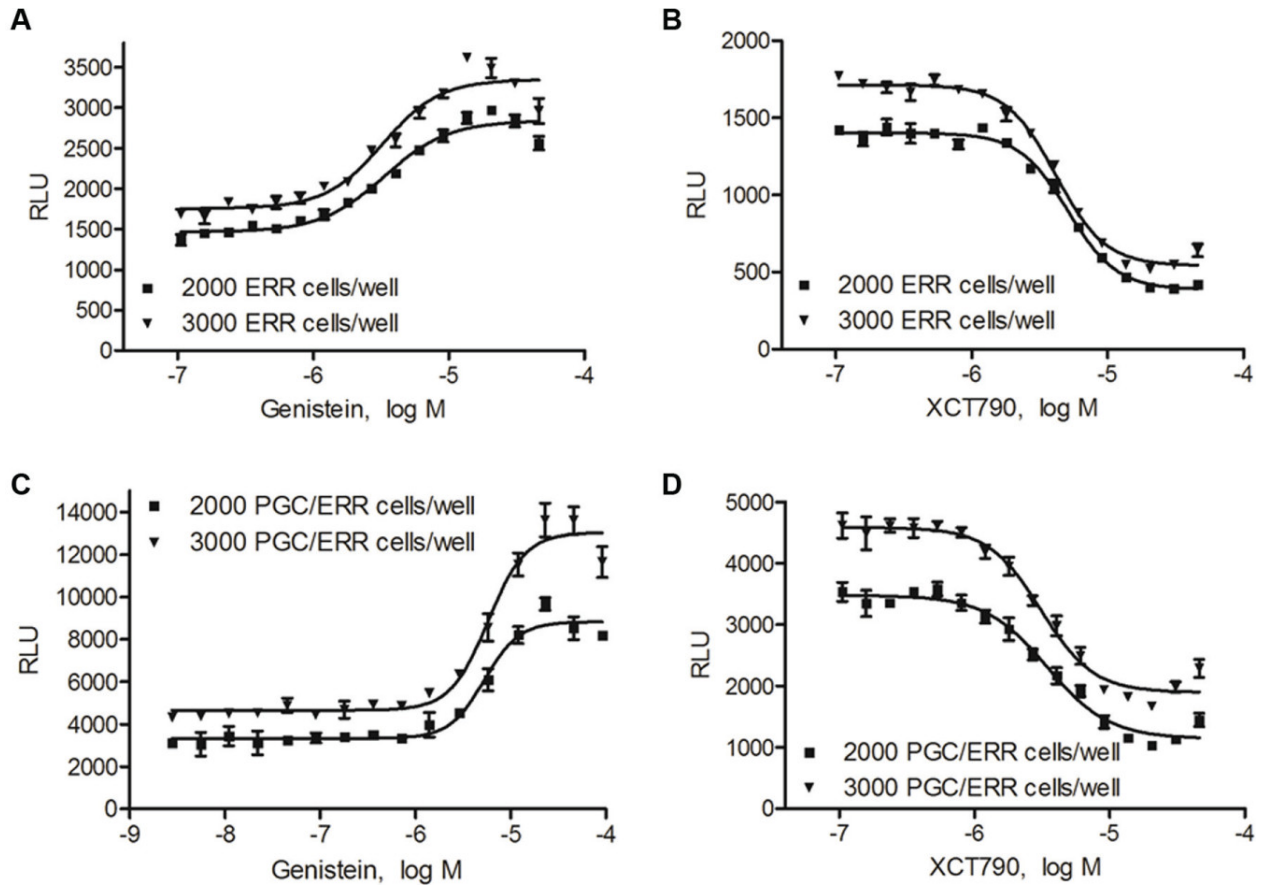 A
3500
3000
2500
2000
1500
1000
500
0
RLU
2000 ERR cells/well
3000 ERR cells/well
-7 -6 -5 -4
Genistein, log M
B
2000
1500
1000
500
0
RLU
2000 ERR cells/well
3000 ERR cells/well
-7 -6 -5 -4
XCT790, log M
C
14000
12000
10000
8000
6000
4000
2000
0
RLU
2000 PGC/ERR cells/well
3000 PGC/ERR cells/well
-9 -8 -7 -6 -5 -4
Genistein, log M
D
5000
4000
3000
2000
1000
0
RLU
2000 PGC/ERR cells/well
3000 PGC/ERR cells/well
-7 -6 -5 -4
XCT790, log M